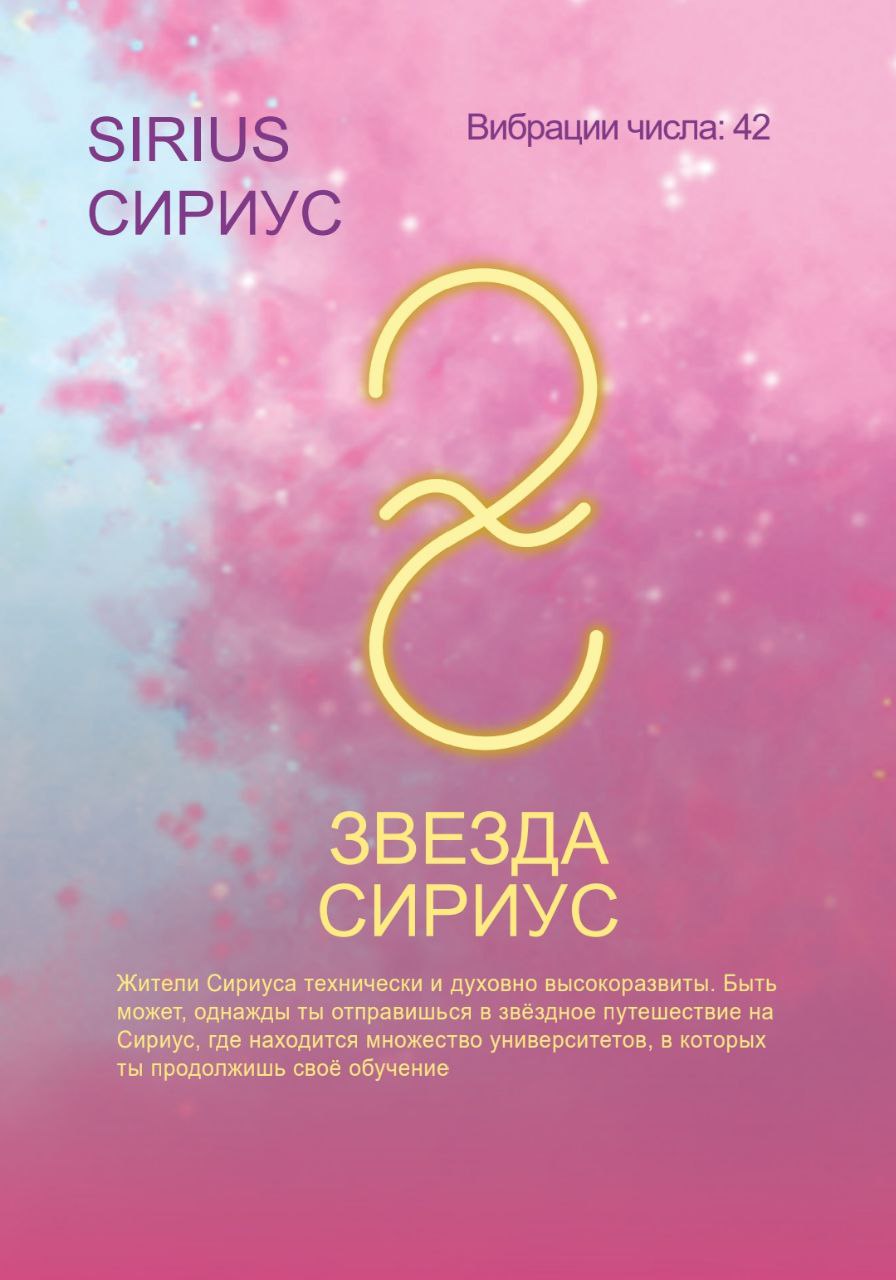 SIRIUS
СИРИУС
Вибрации числа: 42
ЗВЕЗДА
СИРИУС
Жители Сириуса технически и духовно высокоразвиты. Быть
может, однажды ты отправишься в звёздное путешествие на
Сириус, где находится множество университетов, в которых
ты продолжишь своё обучение